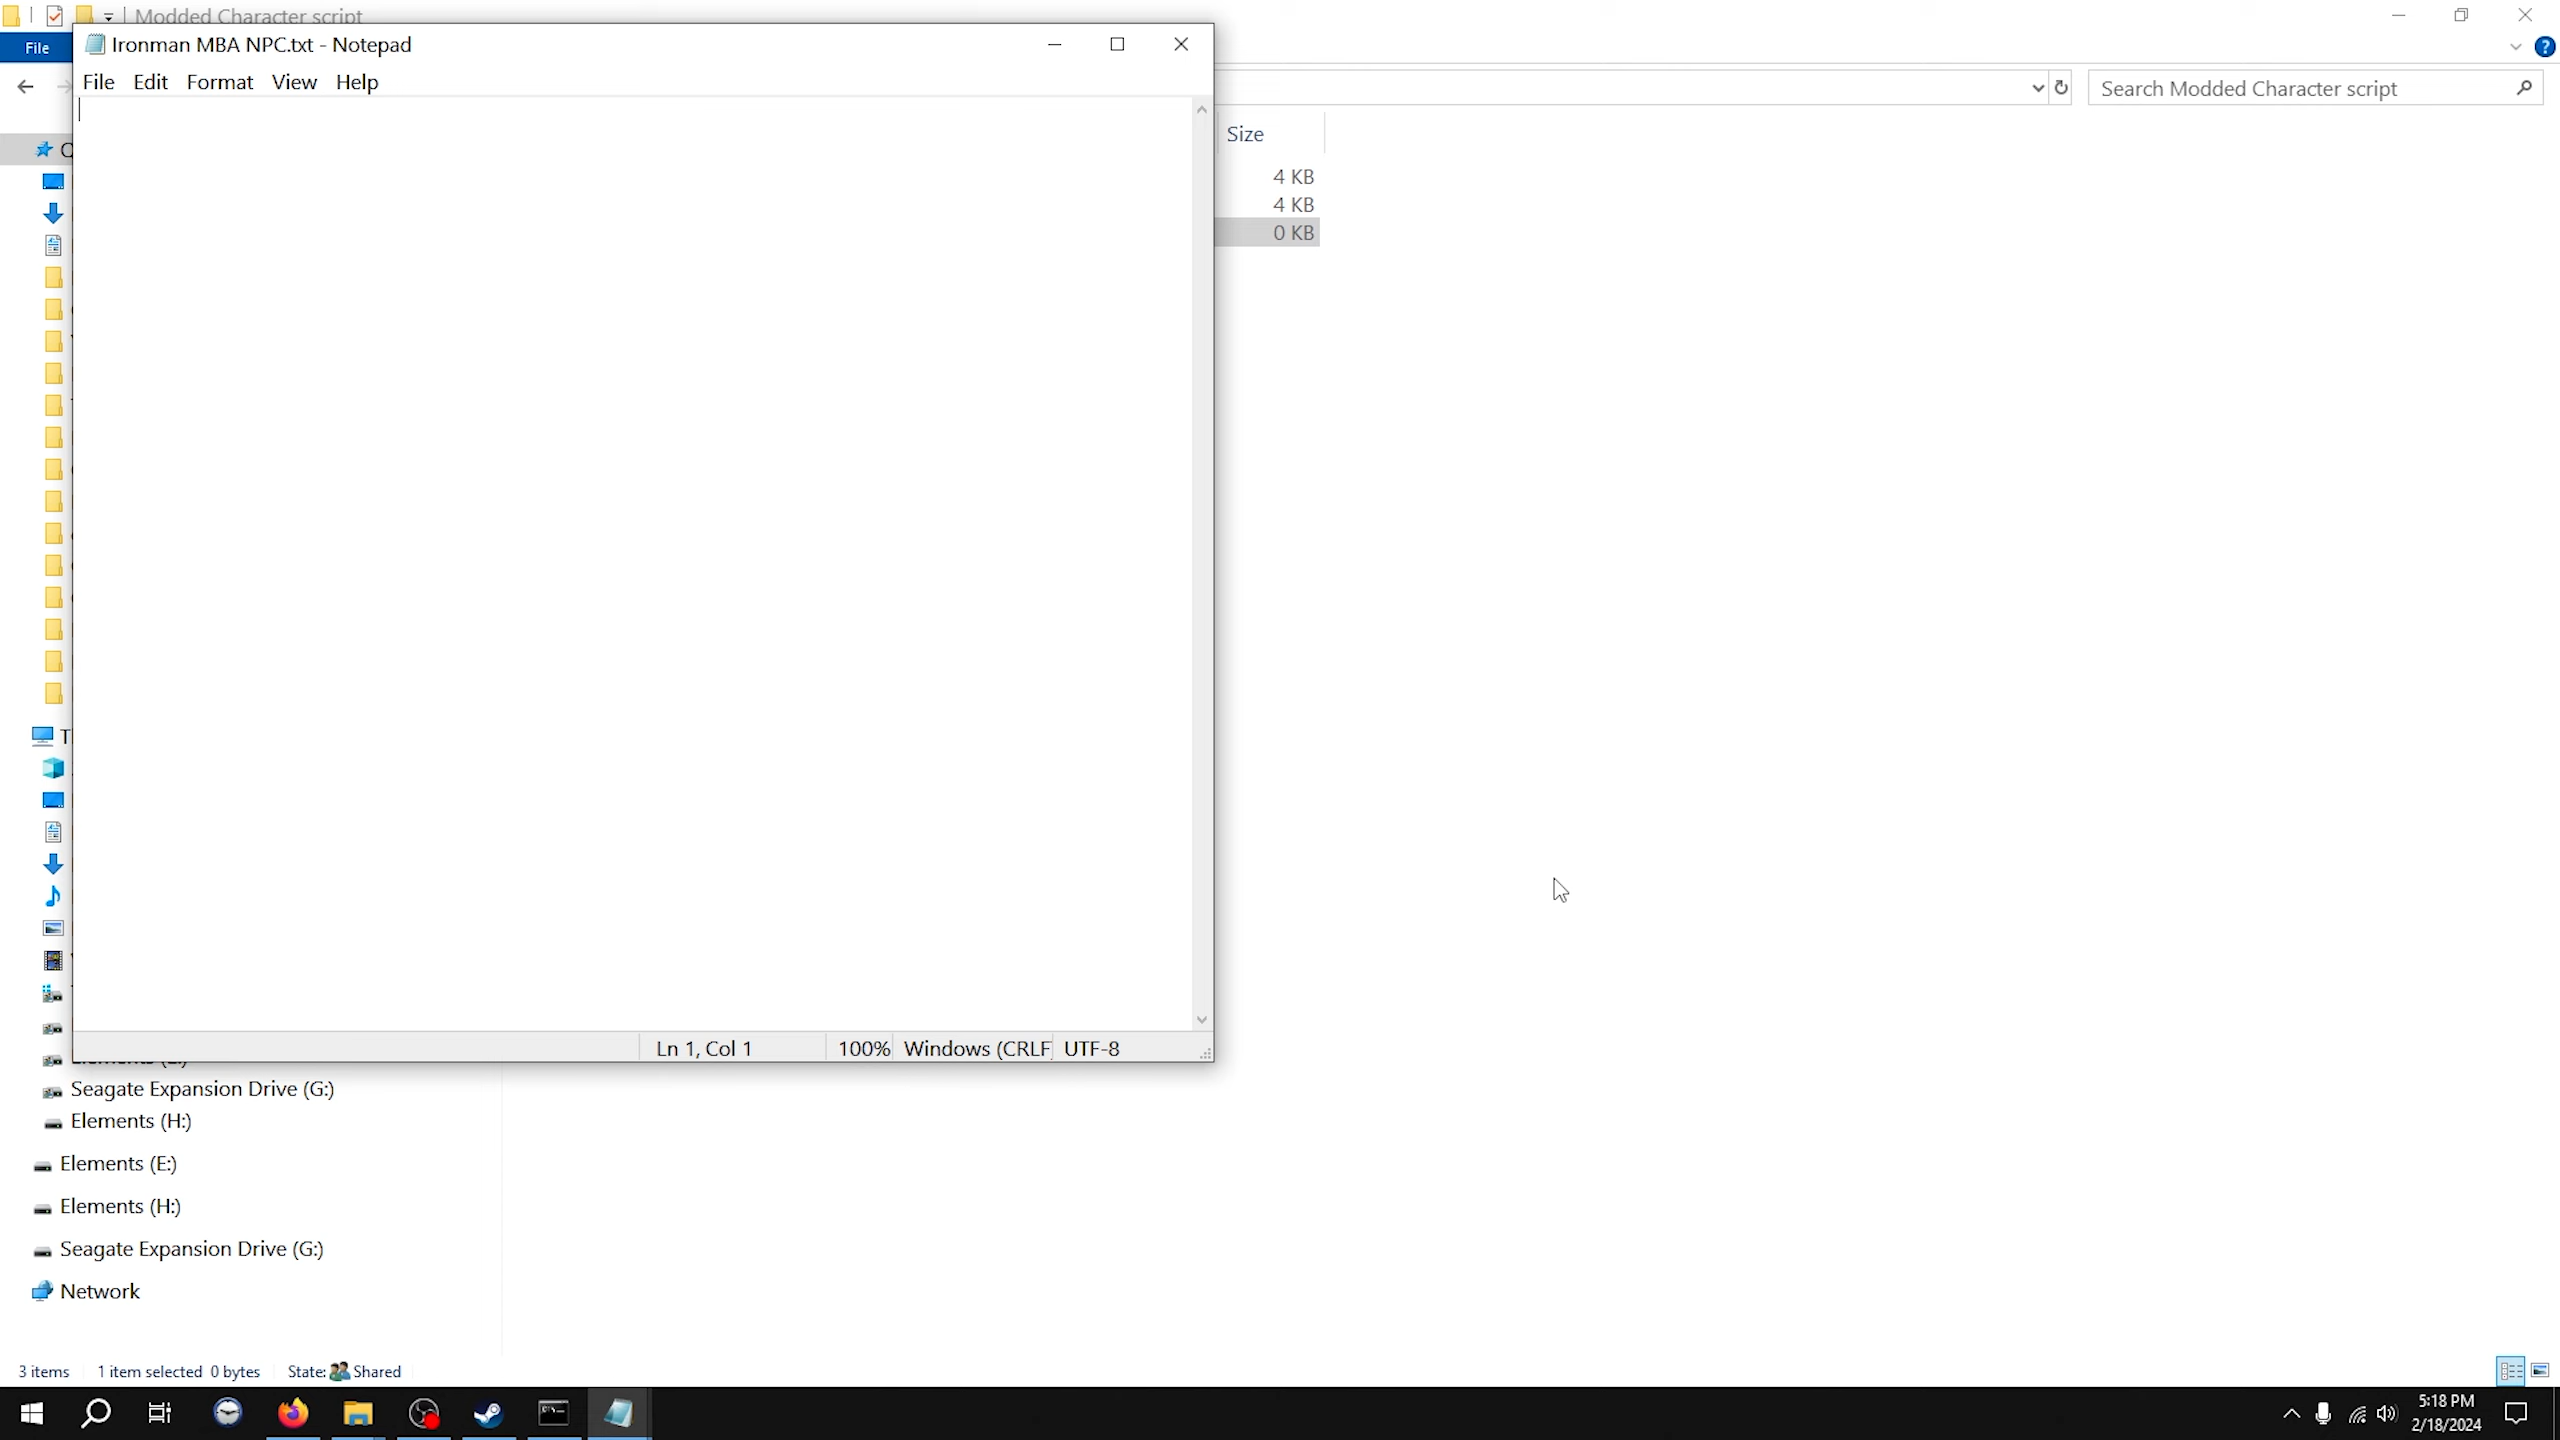 Modded Character script
File
Ironman MBA NPC.txt - Notepad
File Edit Format View Help
Search Modded Character script
Size
4 KB
4 KB
0 KB
Ln 1, Col 1 100% Windows (CRLF UTF-8
Seagate Expansion Drive (G:)
Elements (H:)
Elements (E:)
Elements (H:)
Seagate Expansion Drive (G:)
Network
3 items 1 item selected 0 bytes State: Shared
5:18 PM
2/18/2024